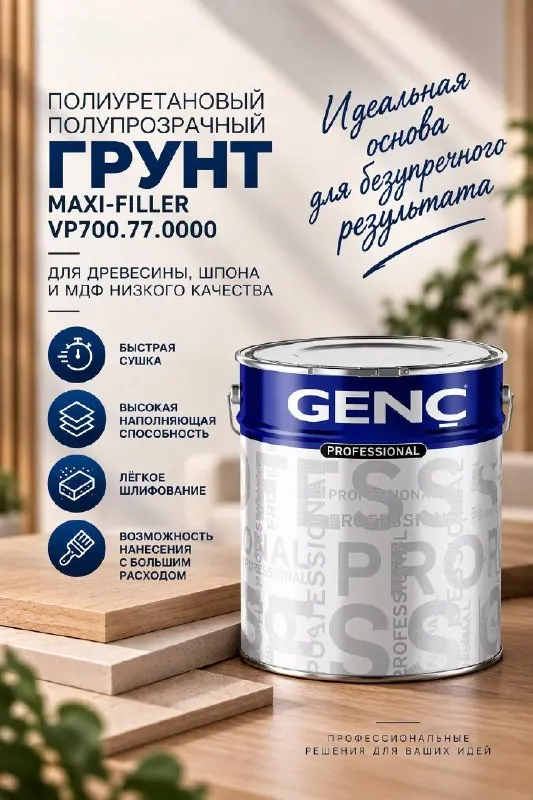 ПОЛИУРЕТАНОВЫЙ
ПОЛУПРОЗРАЧНЫЙ
ГРУНТ
MAXI-FILLER
VP700.77.0000
ДЛЯ ДРЕВЕСИНЫ, ШПОНА
И МДФ НИЗКОГО КАЧЕСТВА
Идеальная
основа
для безупречного
результата
БЫСТРАЯ
СУШКА
ВЫСОКАЯ
НАПОЛНЯЮЩАЯ
СПОСОБНОСТЬ
ЛЁГКОЕ
ШЛИФОВАНИЕ
ВОЗМОЖНОСТЬ
НАНЕСЕНИЯ
С БОЛЬШИМ
РАСХОДОМ
GENÇ
PROFESSIONAL
PROFESSIONAL
ПРОФЕССИОНАЛЬНЫЕ
РЕШЕНИЯ ДЛЯ ВАШИХ ИДЕЙ